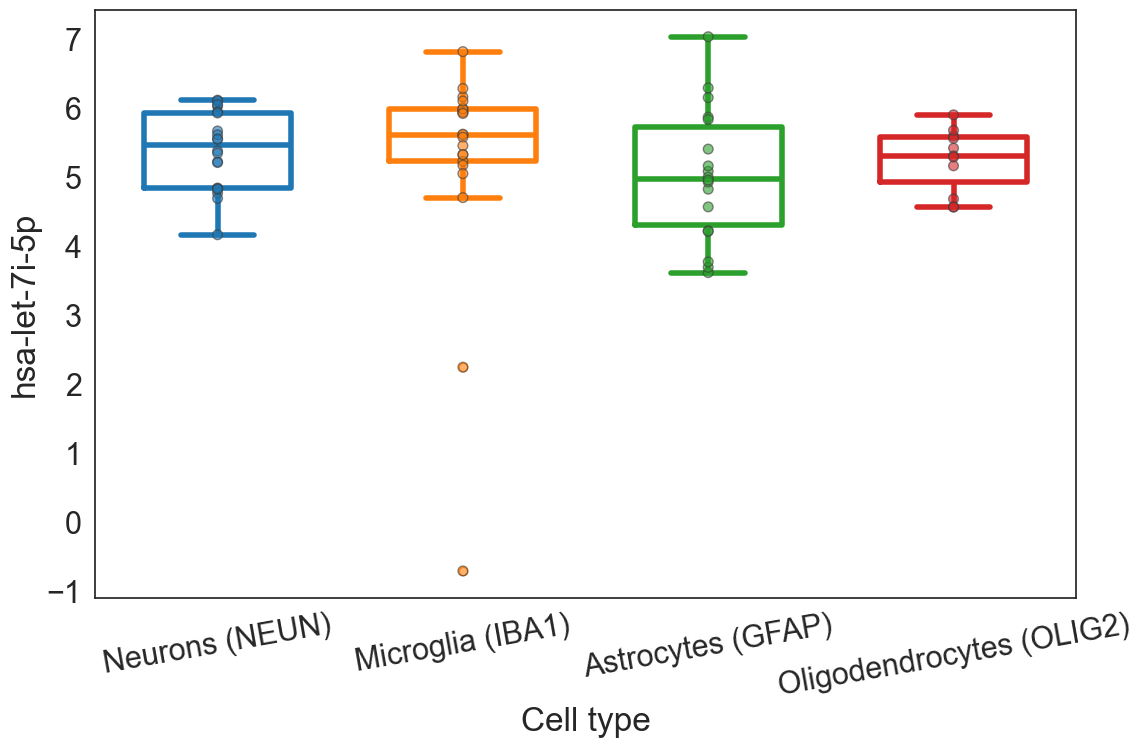 hsa-let-7i-5p
7
6
5
4
3
2
1
0
−1
Neurons (NEUN)
Microglia (IBA1)
Astrocytes (GFAP)
Oligodendrocytes (OLIG2)
Cell type